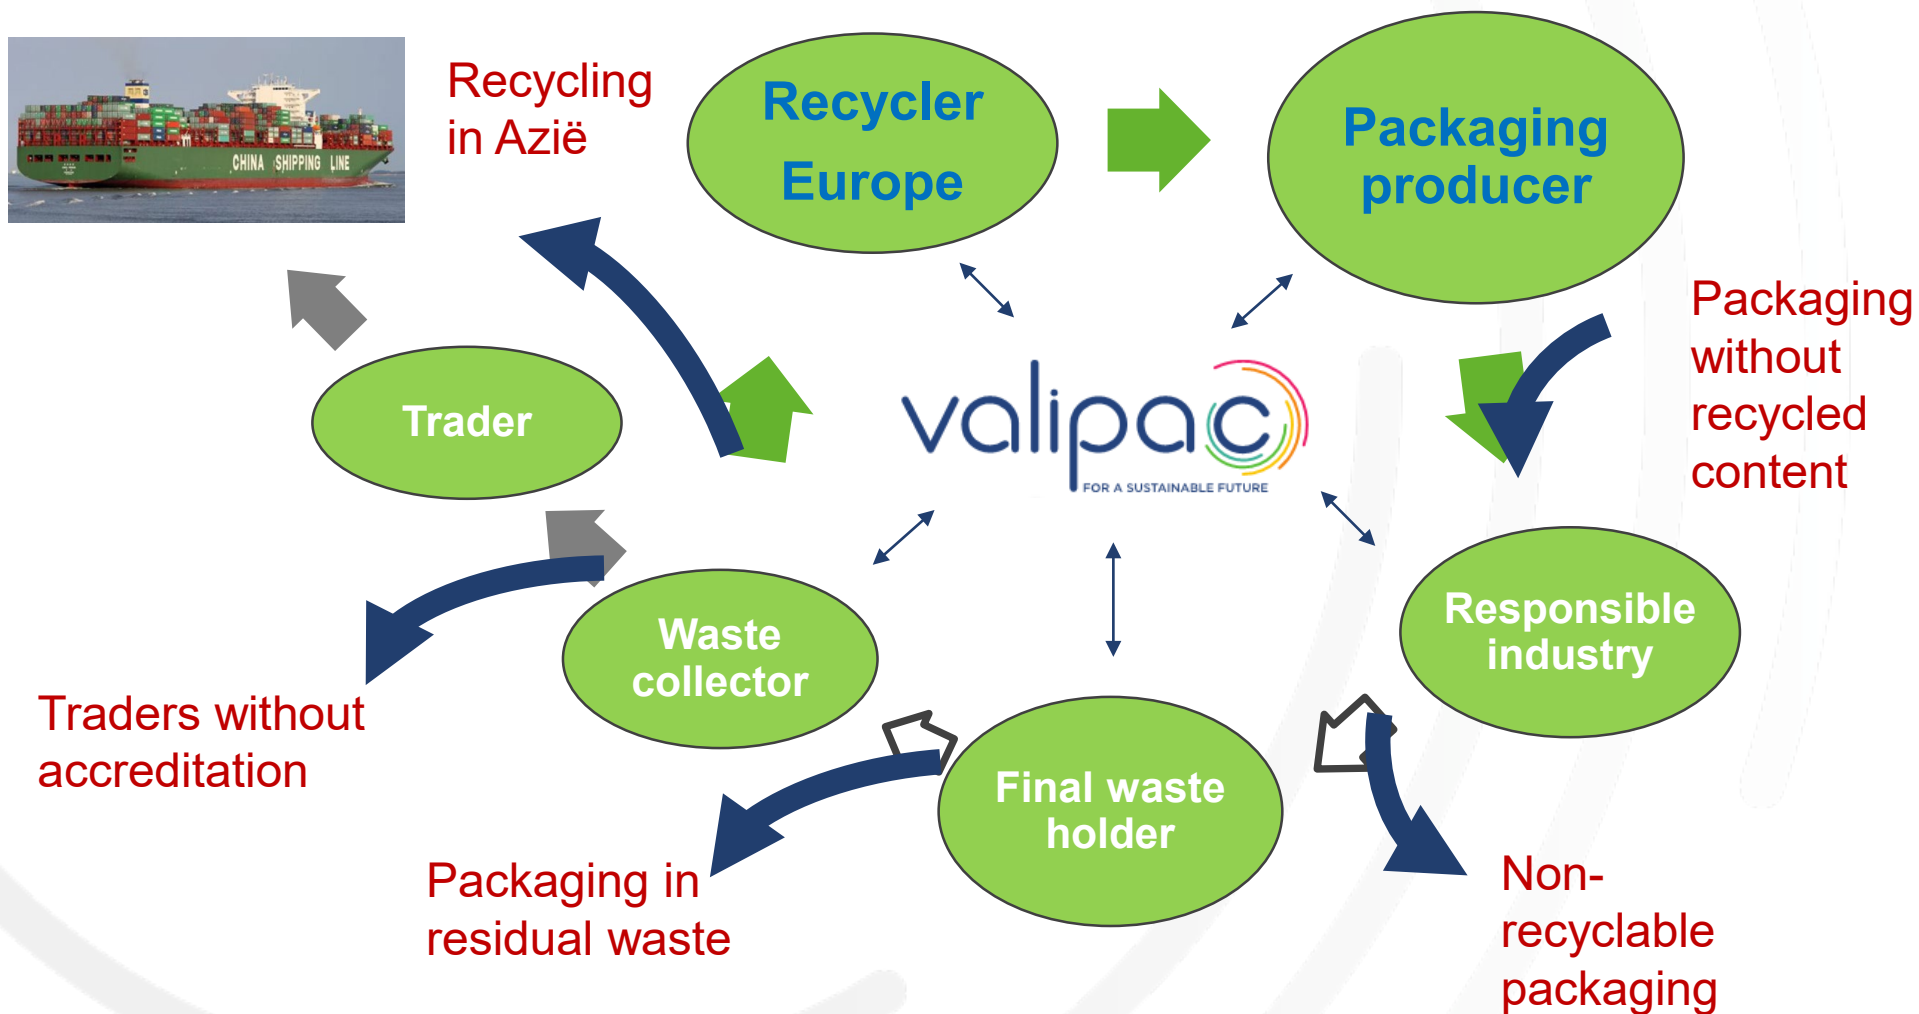 CHINA SHIPPING LINE
Recycling
in Azië
Recycler
Europe
Packaging
producer
Packaging
without
recycled
content
Trader
valipac
FOR A SUSTAINABLE FUTURE
Responsible
industry
Waste
collector
Traders without
accreditation
Final waste
holder
Packaging in
residual waste
Non-
recyclable
packaging